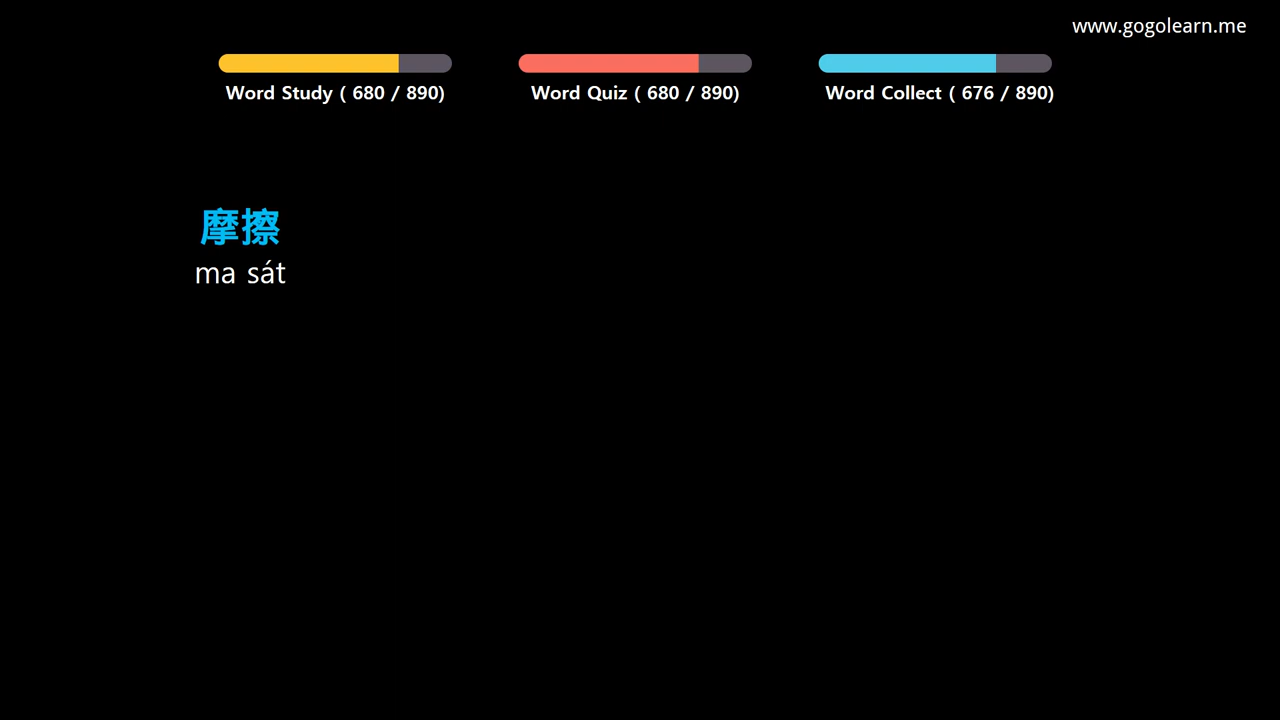 www.gogolearn.me
Word Study ( 680 / 890)
Word Quiz ( 680 / 890)
Word Collect ( 676 / 890)
摩擦
ma sát